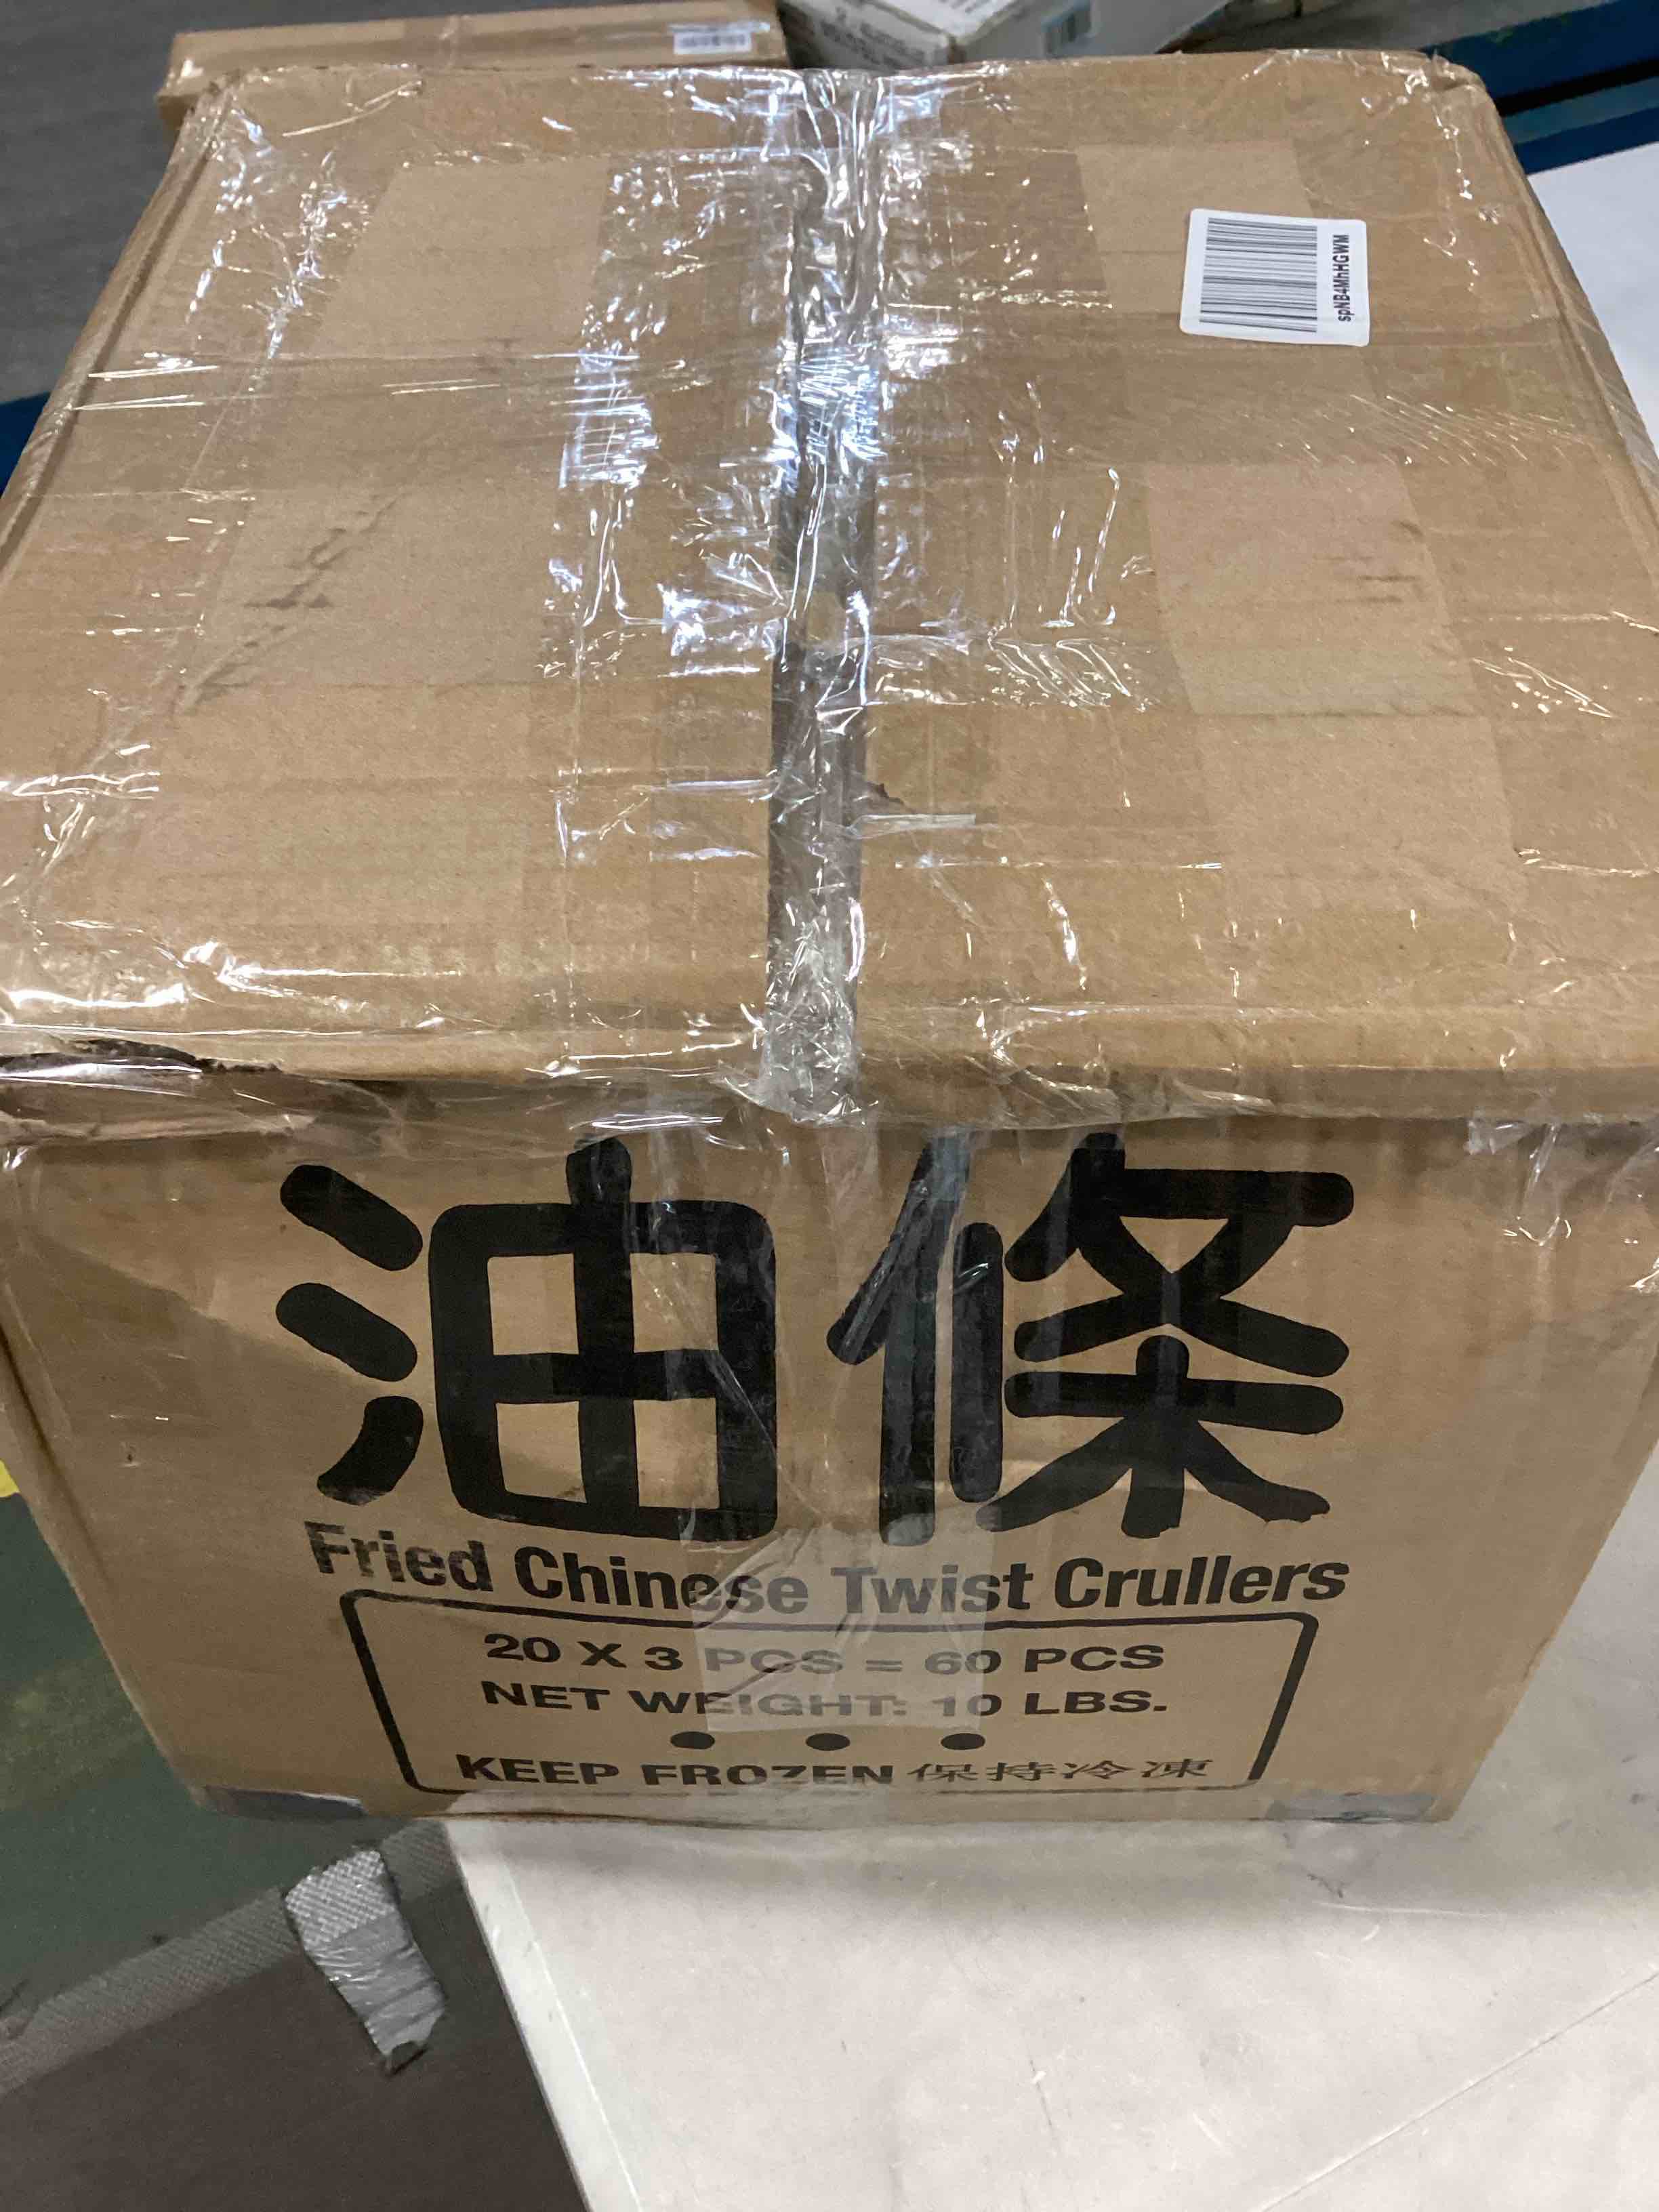 spNB4MhHGWM
油條
Fried Chinese Twist Crullers
20 X 3 PCS = 60 PCS
NET WEIGHT: 10 LBS.
KEEP FROZEN 保持冷凍